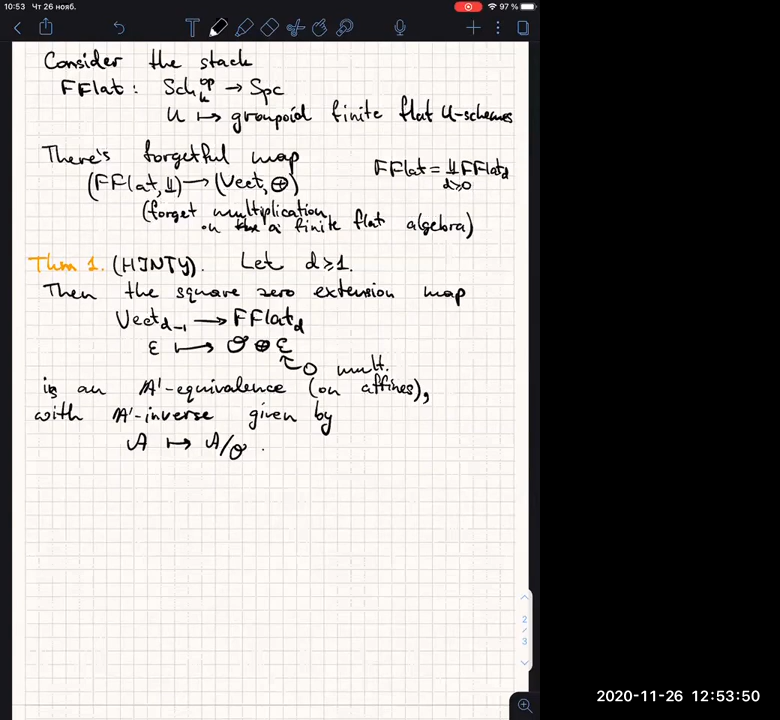 10:53 Чт 26 нояб.
97 %
Consider the stack
FFlat : Sch_k^op → Spc
U ↦ groupoid finite flat U-schemes
There's forgetful map
FFlat = ⨿_{d≥0} FFlat_d
(FFlat, ⨿) → (Vect, ⊕)
(forget multiplication
on a finite flat algebra)
Thm 1. (HJNTY). Let d ≥ 1.
Then the square zero extension map
Vect_{d-1} → FFlat_d
ℰ ↦ 𝒪 ⊕ ℰ
0 mult.
is an A¹-equivalence (on affines),
with A¹-inverse given by
𝒜 ↦ 𝒜/𝒪 .
2
/
3
2020-11-26 12:53:50